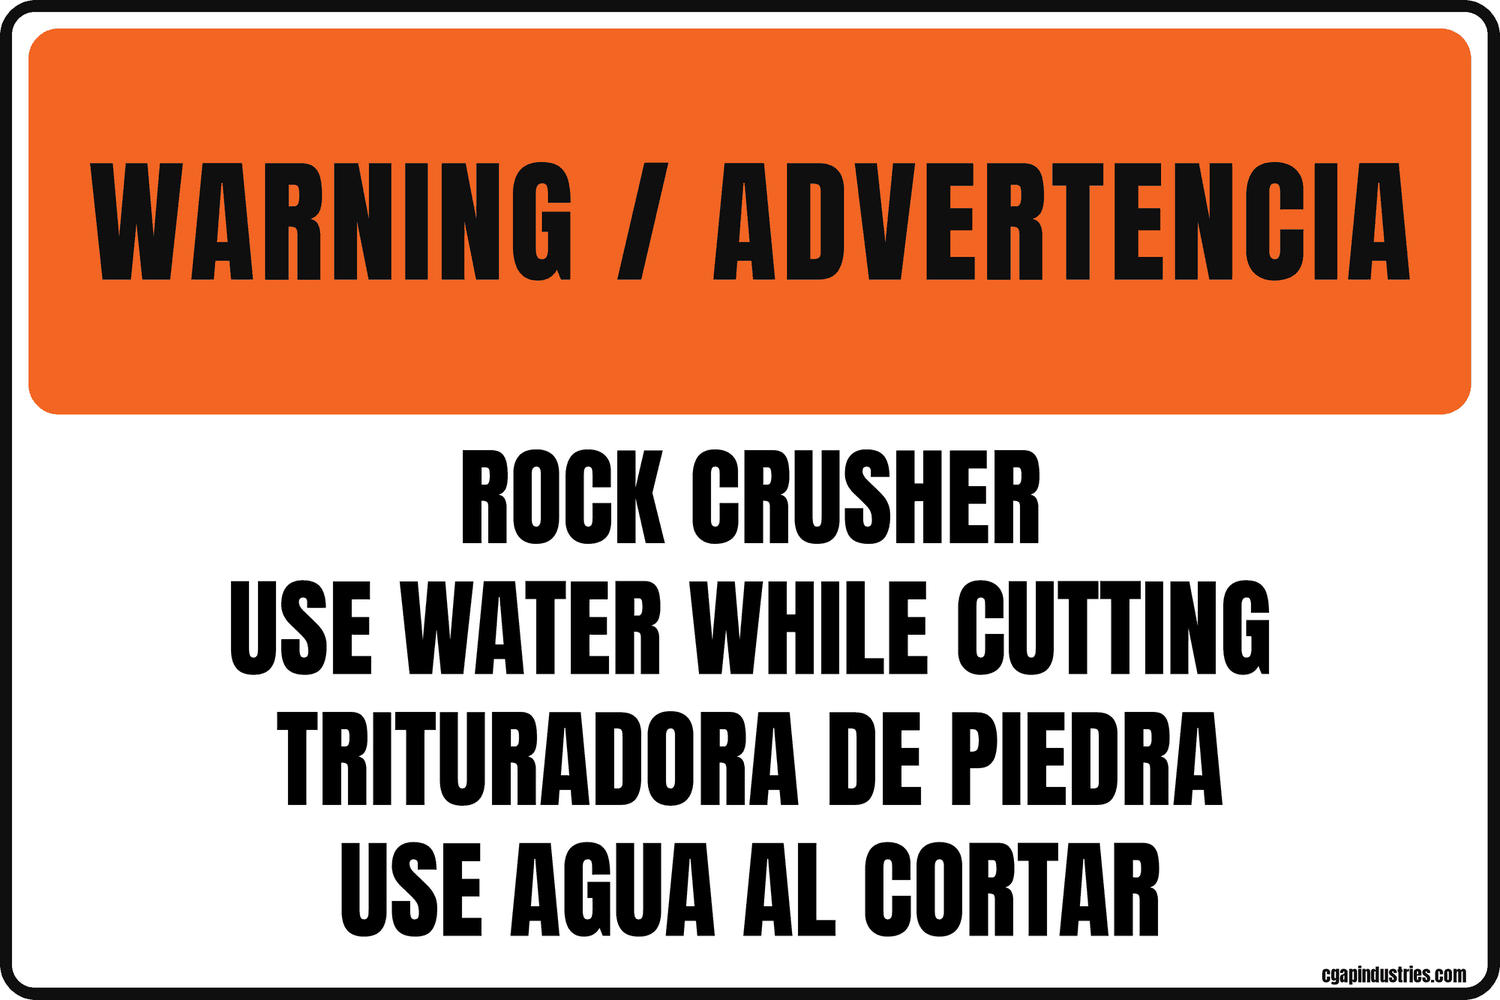 WARNING / ADVERTENCIA
ROCK CRUSHER
USE WATER WHILE CUTTING
TRITURADORA DE PIEDRA
USE AGUA AL CORTAR
cgapindustries.com